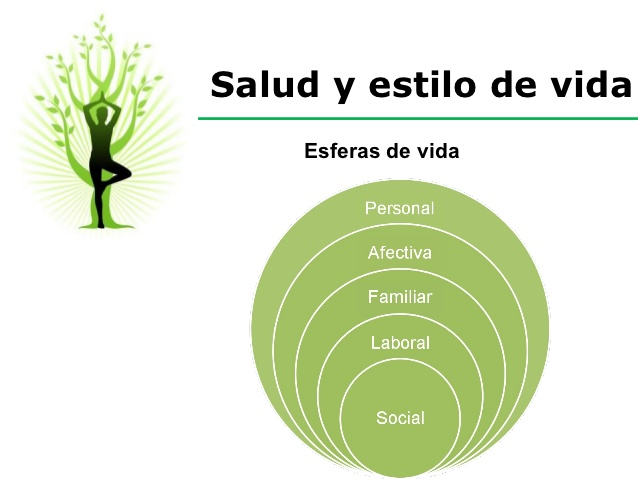 Salud y estilo de vida
Esferas de vida
Personal
Afectiva
Familiar
Laboral
Social